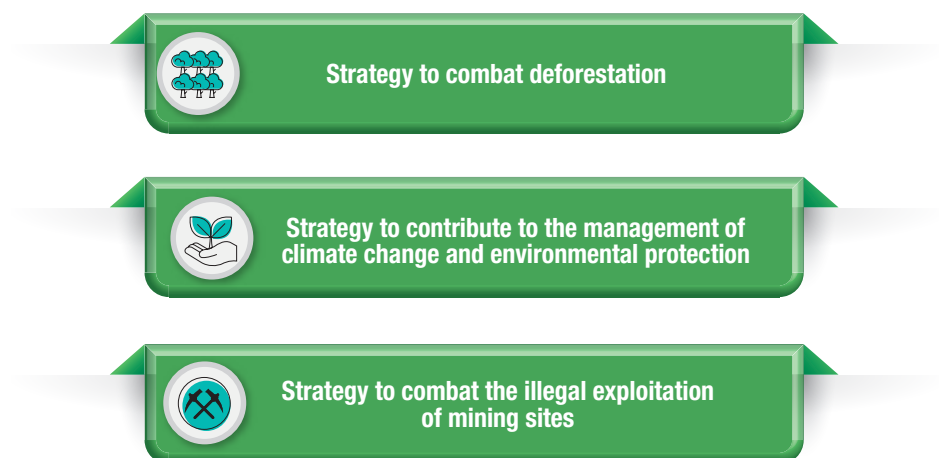 Strategy to combat deforestation
Strategy to contribute to the management of
climate change and environmental protection
Strategy to combat the illegal exploitation
of mining sites